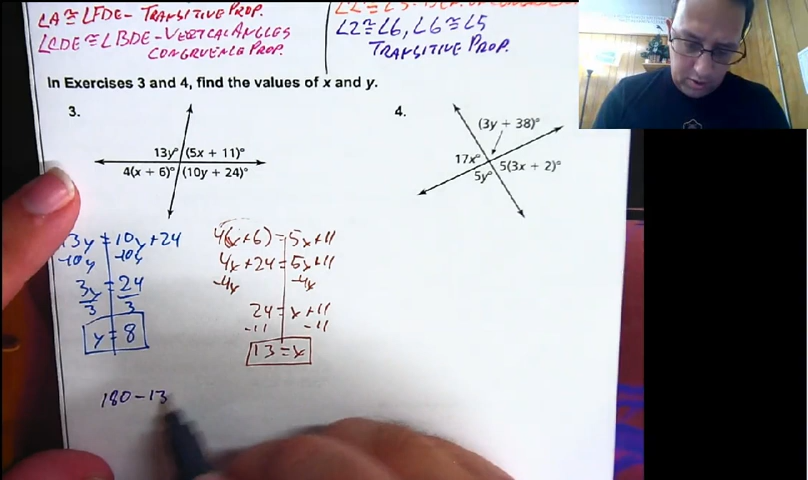 ∠A ≅ ∠FDE - TRANSITIVE PROP.
∠CDE ≅ ∠BDE - VERTICAL ANGLES
CONGRUENCE PROP.
∠2 ≅ ∠6, ∠6 ≅ ∠5
TRANSITIVE PROP.
In Exercises 3 and 4, find the values of x and y.
3.
13y° (5x + 11)°
4(x + 6)° (10y + 24)°
4.
(3y + 38)°
17x°
5(3x + 2)°
5y°
13y = 10y + 24
-10y -10y
3y = 24
3 3
y = 8
4(x+6) = 5x+11
4x + 24 = 5x+11
-4x -4x
24 = x+11
-11 -11
13 = x
180 - 13